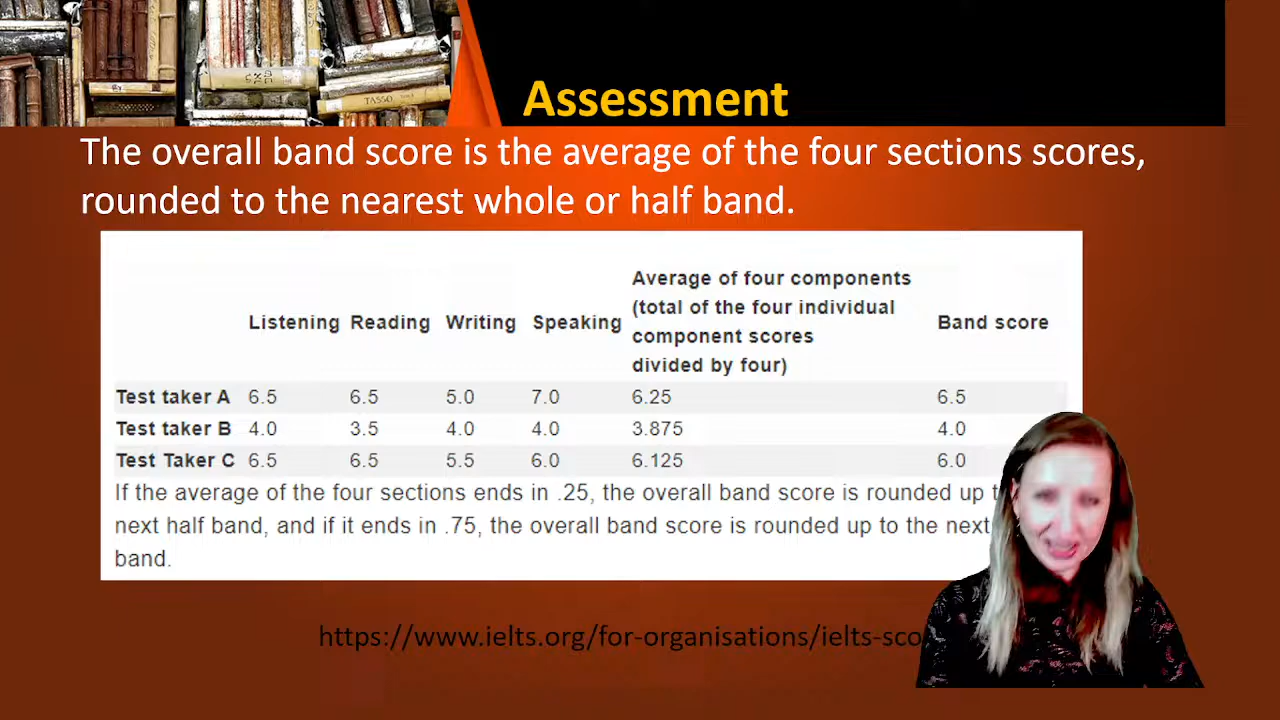 TASSO
Assessment
The overall band score is the average of the four sections scores,
rounded to the nearest whole or half band.
Average of four components
(total of the four individual
Listening Reading Writing Speaking component scores Band score
divided by four)
Test taker A 6.5 6.5 5.0 7.0 6.25 6.5
Test taker B 4.0 3.5 4.0 4.0 3.875 4.0
Test Taker C 6.5 6.5 5.5 6.0 6.125 6.0
If the average of the four sections ends in .25, the overall band score is rounded up
next half band, and if it ends in .75, the overall band score is rounded up to the next
band.
https://www.ielts.org/for-organisations/ielts-sco